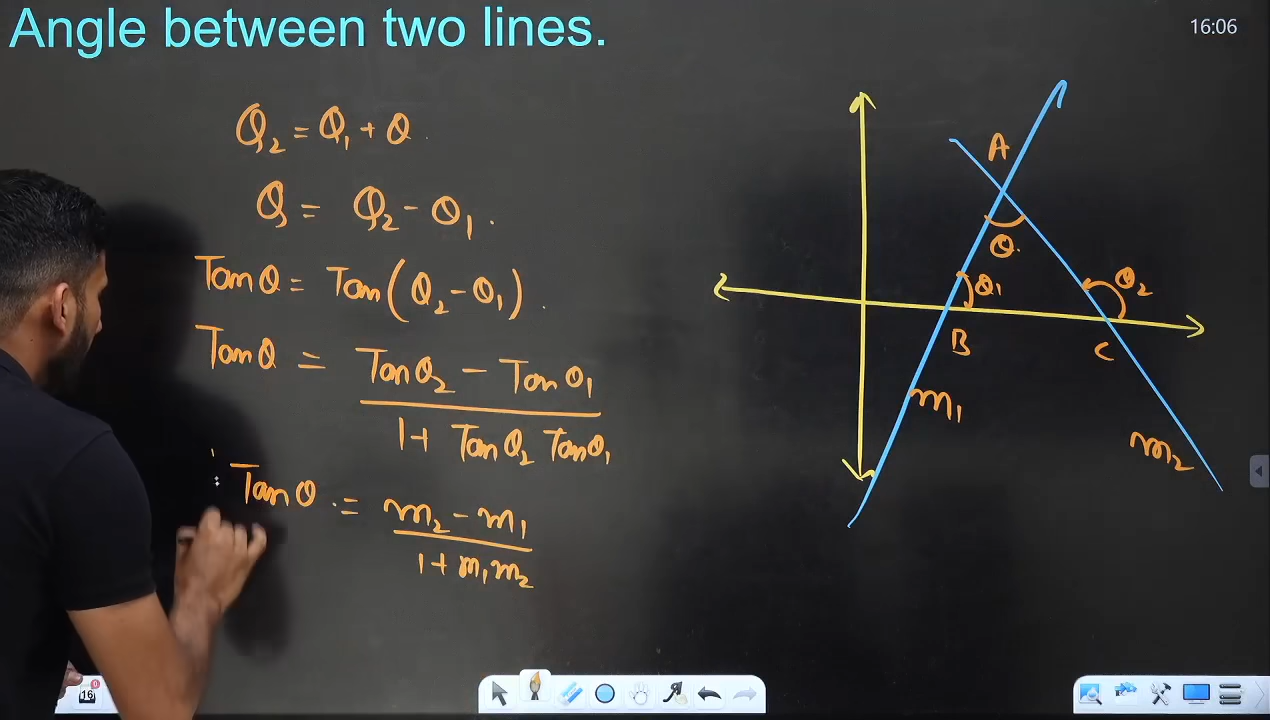 Angle between two lines.
16:06
θ₂ = θ₁ + θ.
θ = θ₂ - θ₁.
Tan θ = Tan(θ₂ - θ₁).
Tan θ = Tan θ₂ - Tan θ₁
1 + Tan θ₂ Tan θ₁
Tan θ = m₂ - m₁
1 + m₁m₂
A
θ.
θ₁
θ₂
B
C
m₁
m₂
16